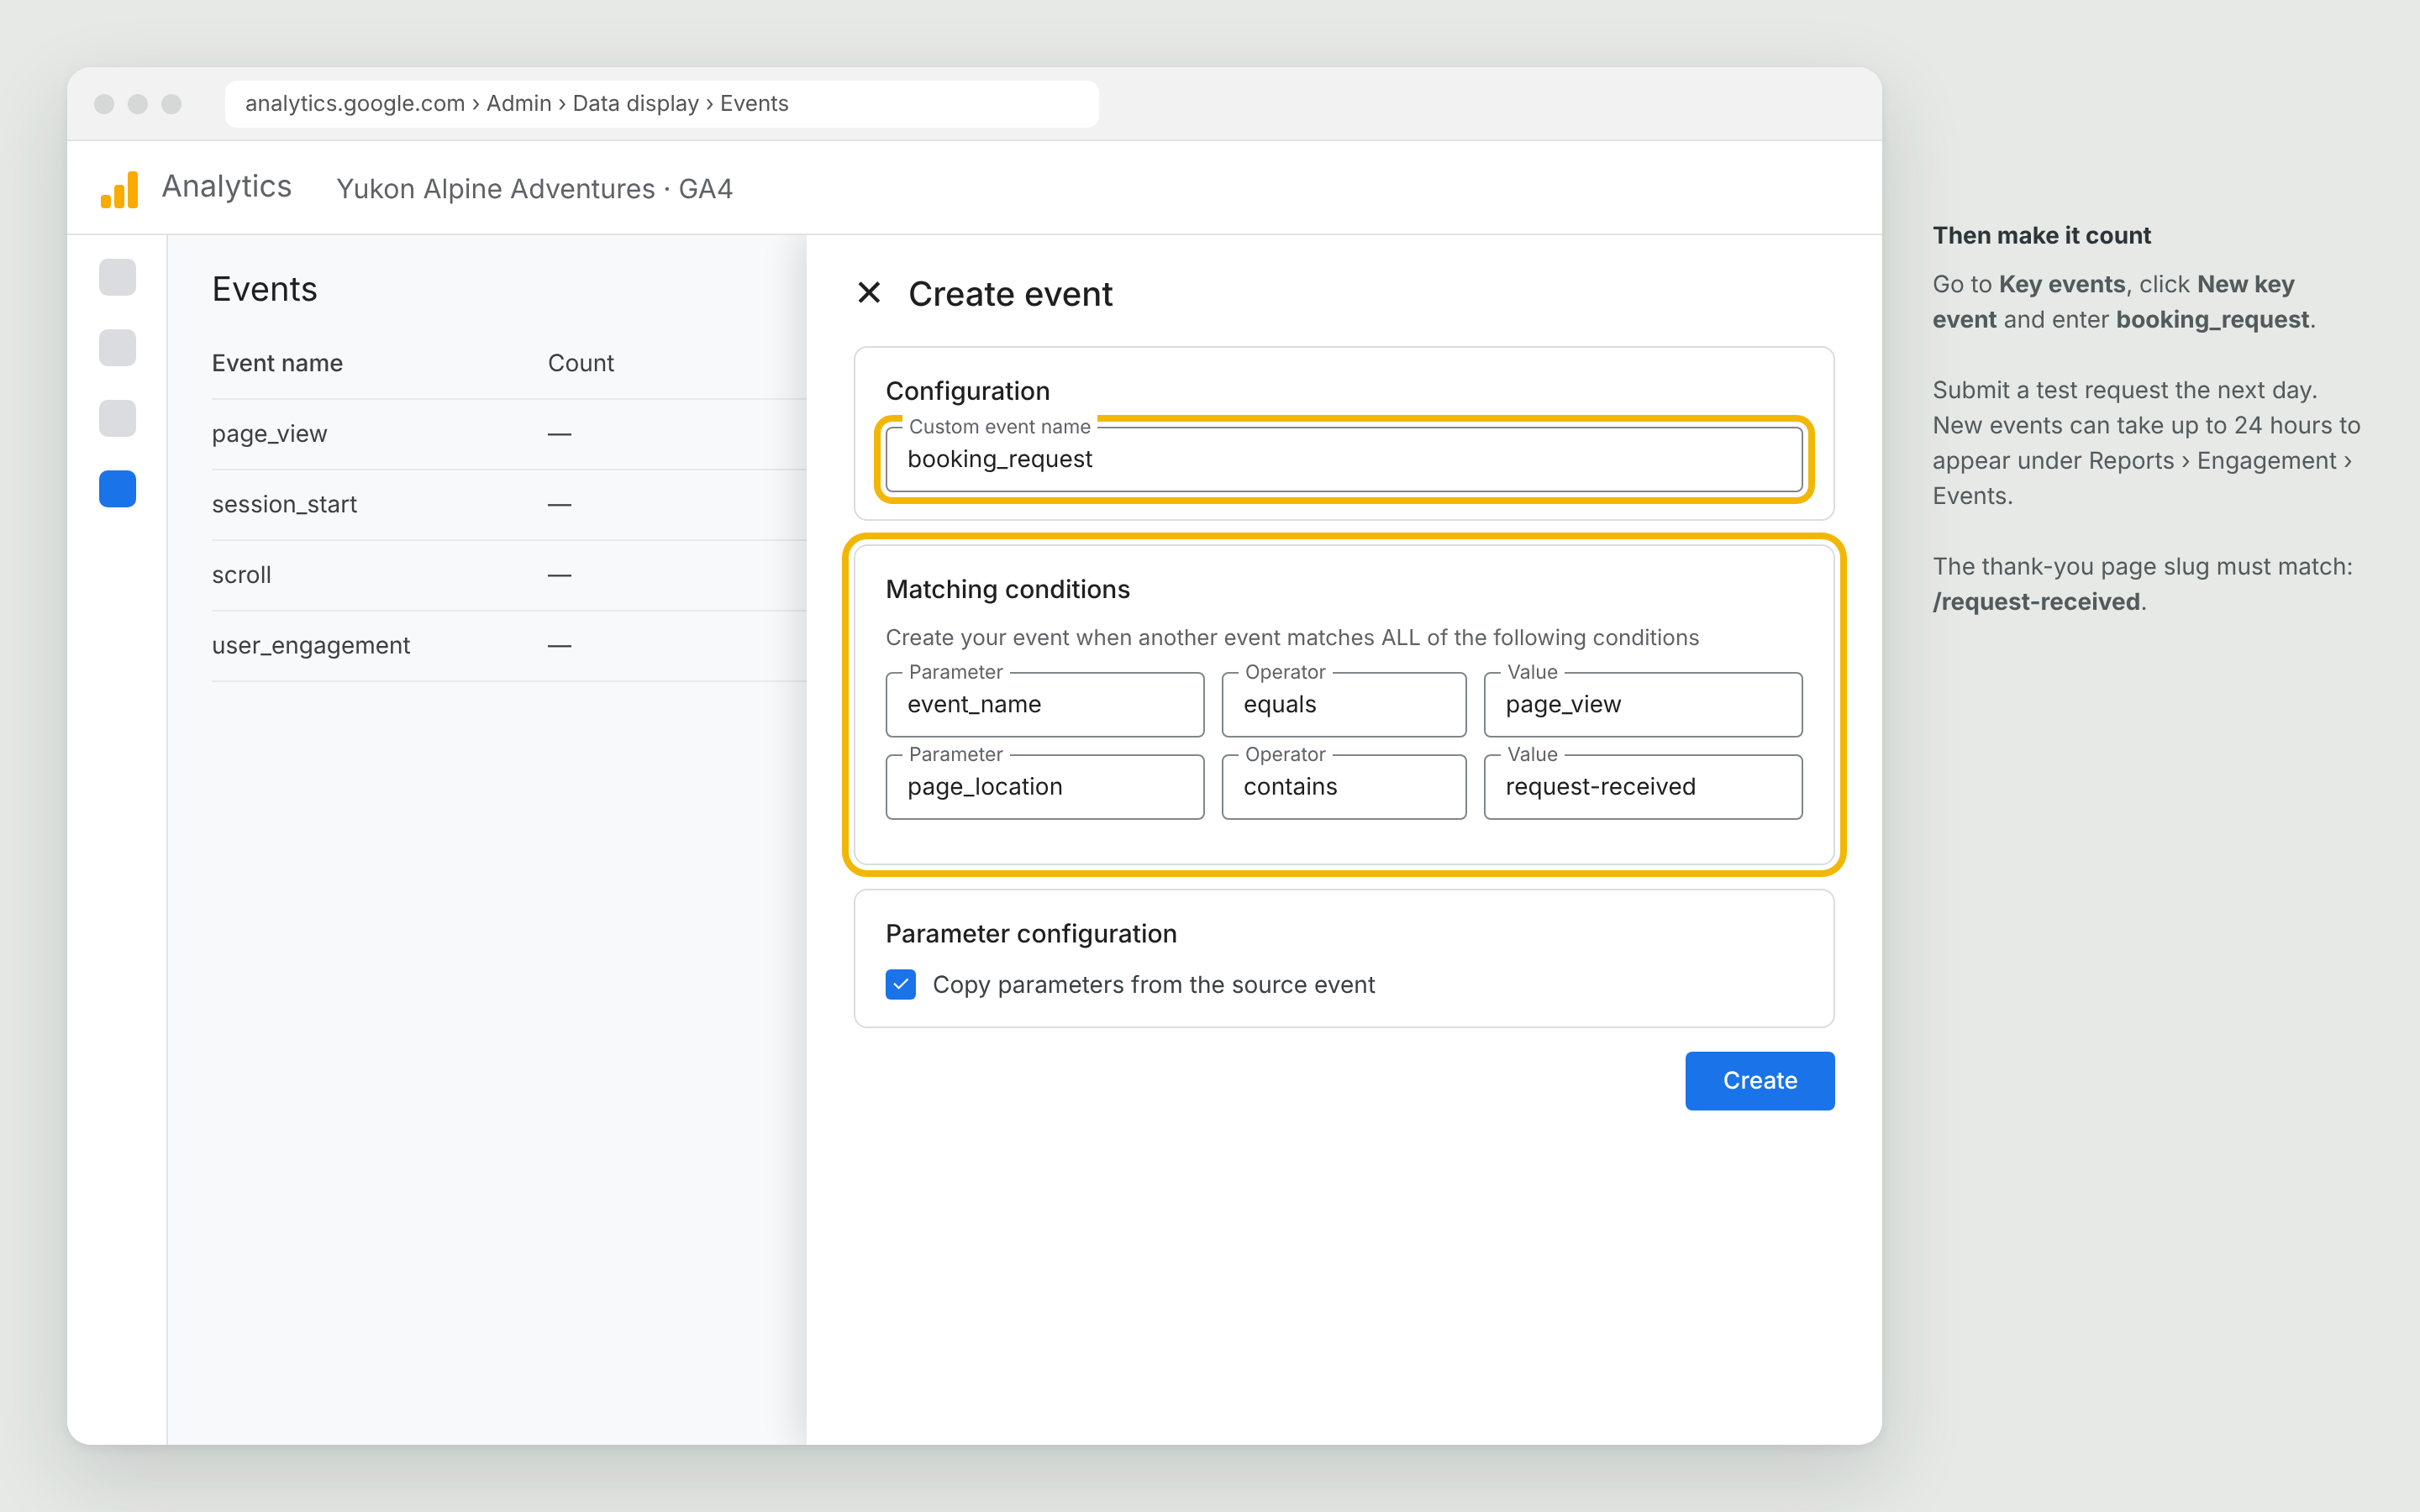 analytics.google.com › Admin › Data display › Events
Analytics
Yukon Alpine Adventures · GA4
Events
Event name
Count
page_view
—
session_start
—
scroll
—
user_engagement
—
Create event
Configuration
Custom event name
booking_request
Matching conditions
Create your event when another event matches ALL of the following conditions
Parameter
Operator
Value
event_name
equals
page_view
Parameter
Operator
Value
page_location
contains
request-received
Parameter configuration
Copy parameters from the source event
Create
Then make it count
Go to Key events, click New key
event and enter booking_request.
Submit a test request the next day.
New events can take up to 24 hours to
appear under Reports › Engagement ›
Events.
The thank-you page slug must match:
/request-received.